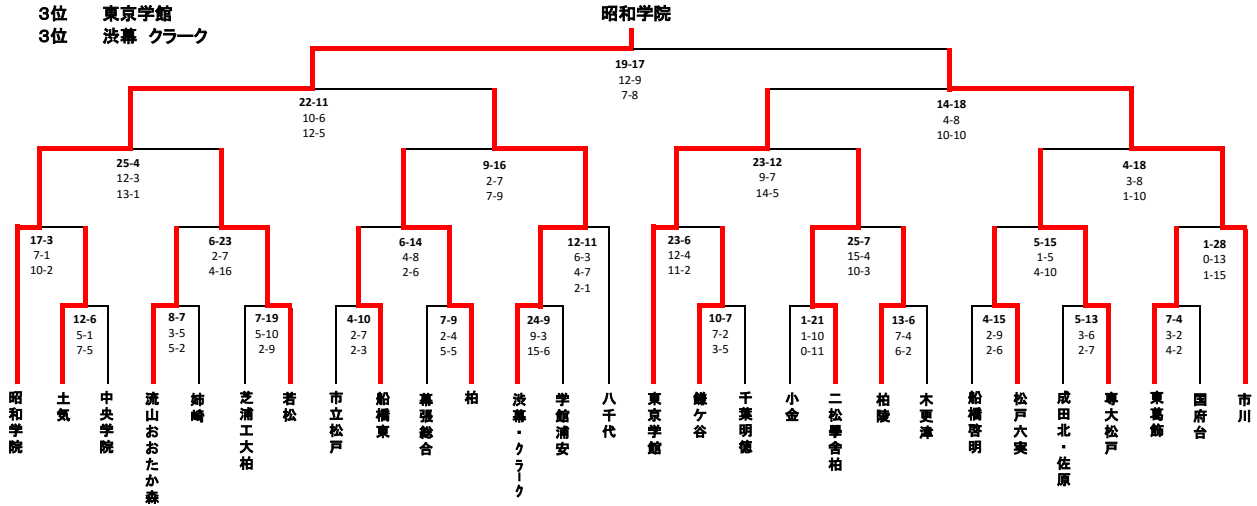 3位 東京学館
3位 渋幕 クラーク
昭和学院
19-17
12-9
7-8
22-11
10-6
12-5
14-18
4-8
10-10
25-4
12-3
13-1
9-16
2-7
7-9
23-12
9-7
14-5
4-18
3-8
1-10
17-3
7-1
10-2
6-23
2-7
4-16
6-14
4-8
2-6
12-11
6-3
4-7
2-1
23-6
12-4
11-2
25-7
15-4
10-3
5-15
1-5
4-10
1-28
0-13
1-15
12-6
5-1
7-5
8-7
3-5
5-2
7-19
5-10
2-9
4-10
2-7
2-3
7-9
2-4
5-5
24-9
9-3
15-6
10-7
7-2
3-5
1-21
1-10
0-11
13-6
7-4
6-2
4-15
2-9
2-6
5-13
3-6
2-7
7-4
3-2
4-2
昭和学院
土気
中央学院
流山おおたか森
姉崎
芝浦工大柏
若松
市立松戸
船橋東
幕張総合
柏
渋幕・クラーク
学館浦安
八千代
東京学館
鎌ケ谷
千葉明徳
小金
二松學舎柏
柏陵
木更津
船橋啓明
松戸六実
成田北・佐原
専大松戸
東葛飾
国府台
市川